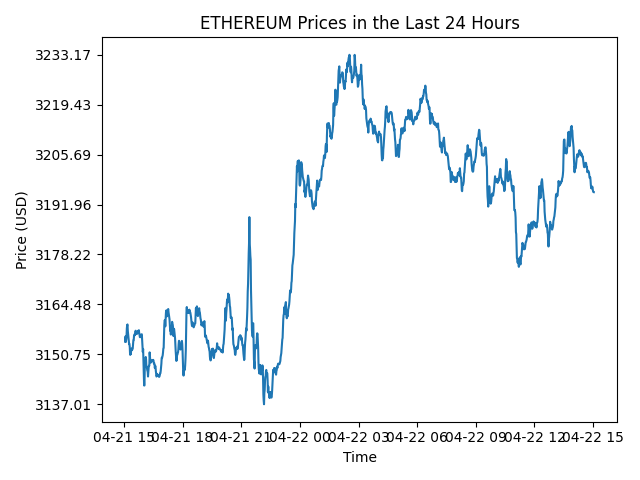 ETHEREUM Prices in the Last 24 Hours
Price (USD)
3233.17
3219.43
3205.69
3191.96
3178.22
3164.48
3150.75
3137.01
04-21 15 04-21 18 04-21 21 04-22 00 04-22 03 04-22 06 04-22 09 04-22 12 04-22 15
Time